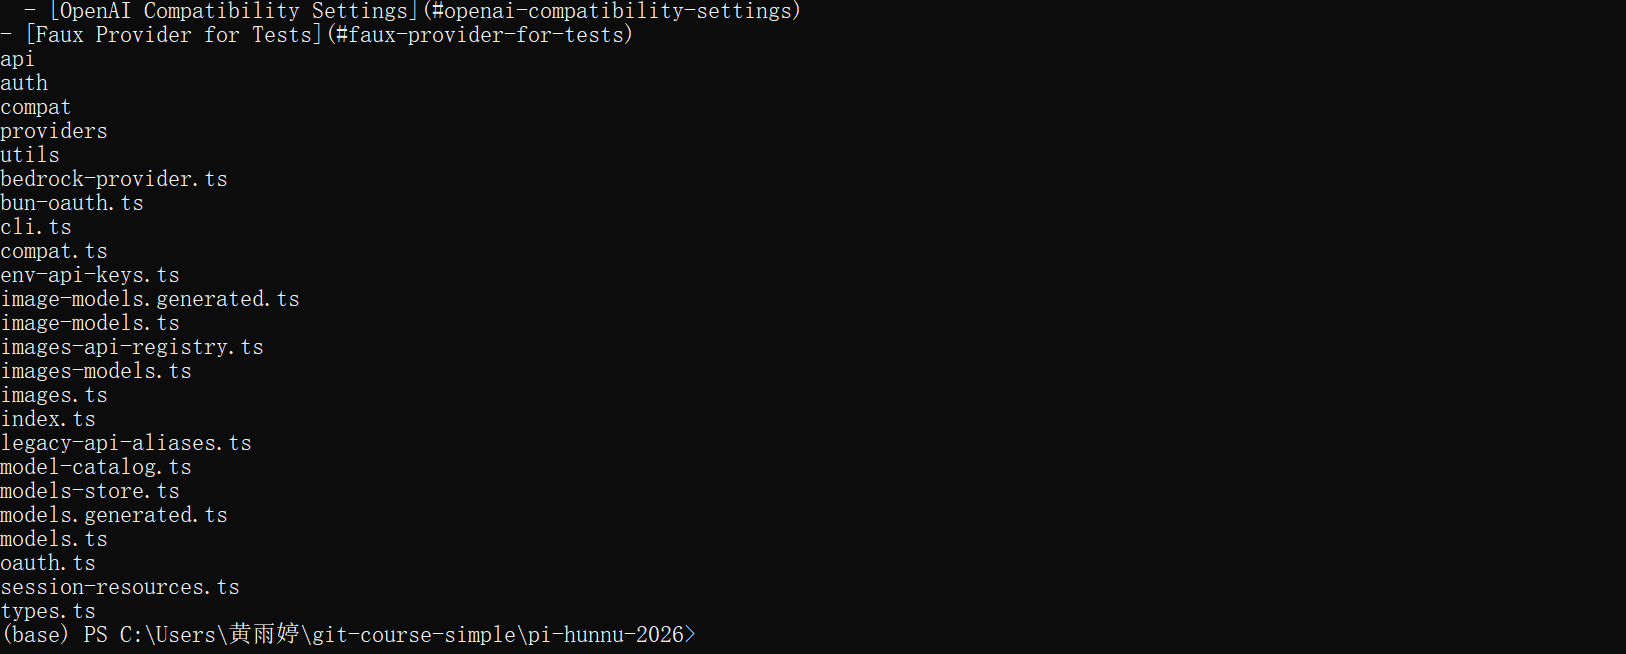 - [OpenAI Compatibility Settings](#openai-compatibility-settings)
- [Faux Provider for Tests](#faux-provider-for-tests)
api
auth
compat
providers
utils
bedrock-provider.ts
bun-oauth.ts
cli.ts
compat.ts
env-api-keys.ts
image-models.generated.ts
image-models.ts
images-api-registry.ts
images-models.ts
images.ts
index.ts
legacy-api-aliases.ts
model-catalog.ts
models-store.ts
models.generated.ts
models.ts
oauth.ts
session-resources.ts
types.ts
(base) PS C:\Users\黄雨婷\git-course-simple\pi-hunnu-2026>